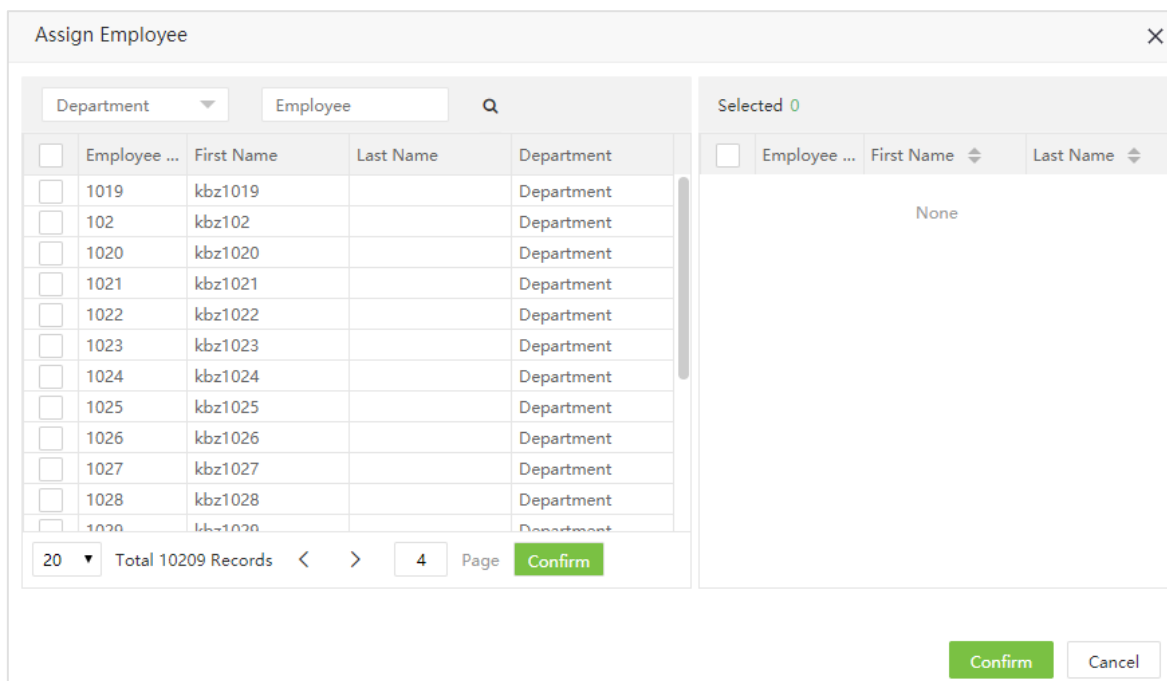 Assign Employee
Department Employee
Selected 0
Employee ... First Name Last Name Department
Employee ... First Name Last Name
1019 kbz1019 Department
None
102 kbz102 Department
1020 kbz1020 Department
1021 kbz1021 Department
1022 kbz1022 Department
1023 kbz1023 Department
1024 kbz1024 Department
1025 kbz1025 Department
1026 kbz1026 Department
1027 kbz1027 Department
1028 kbz1028 Department
1029 kbz1029 Department
20 Total 10209 Records < > 4 Page Confirm
Confirm Cancel